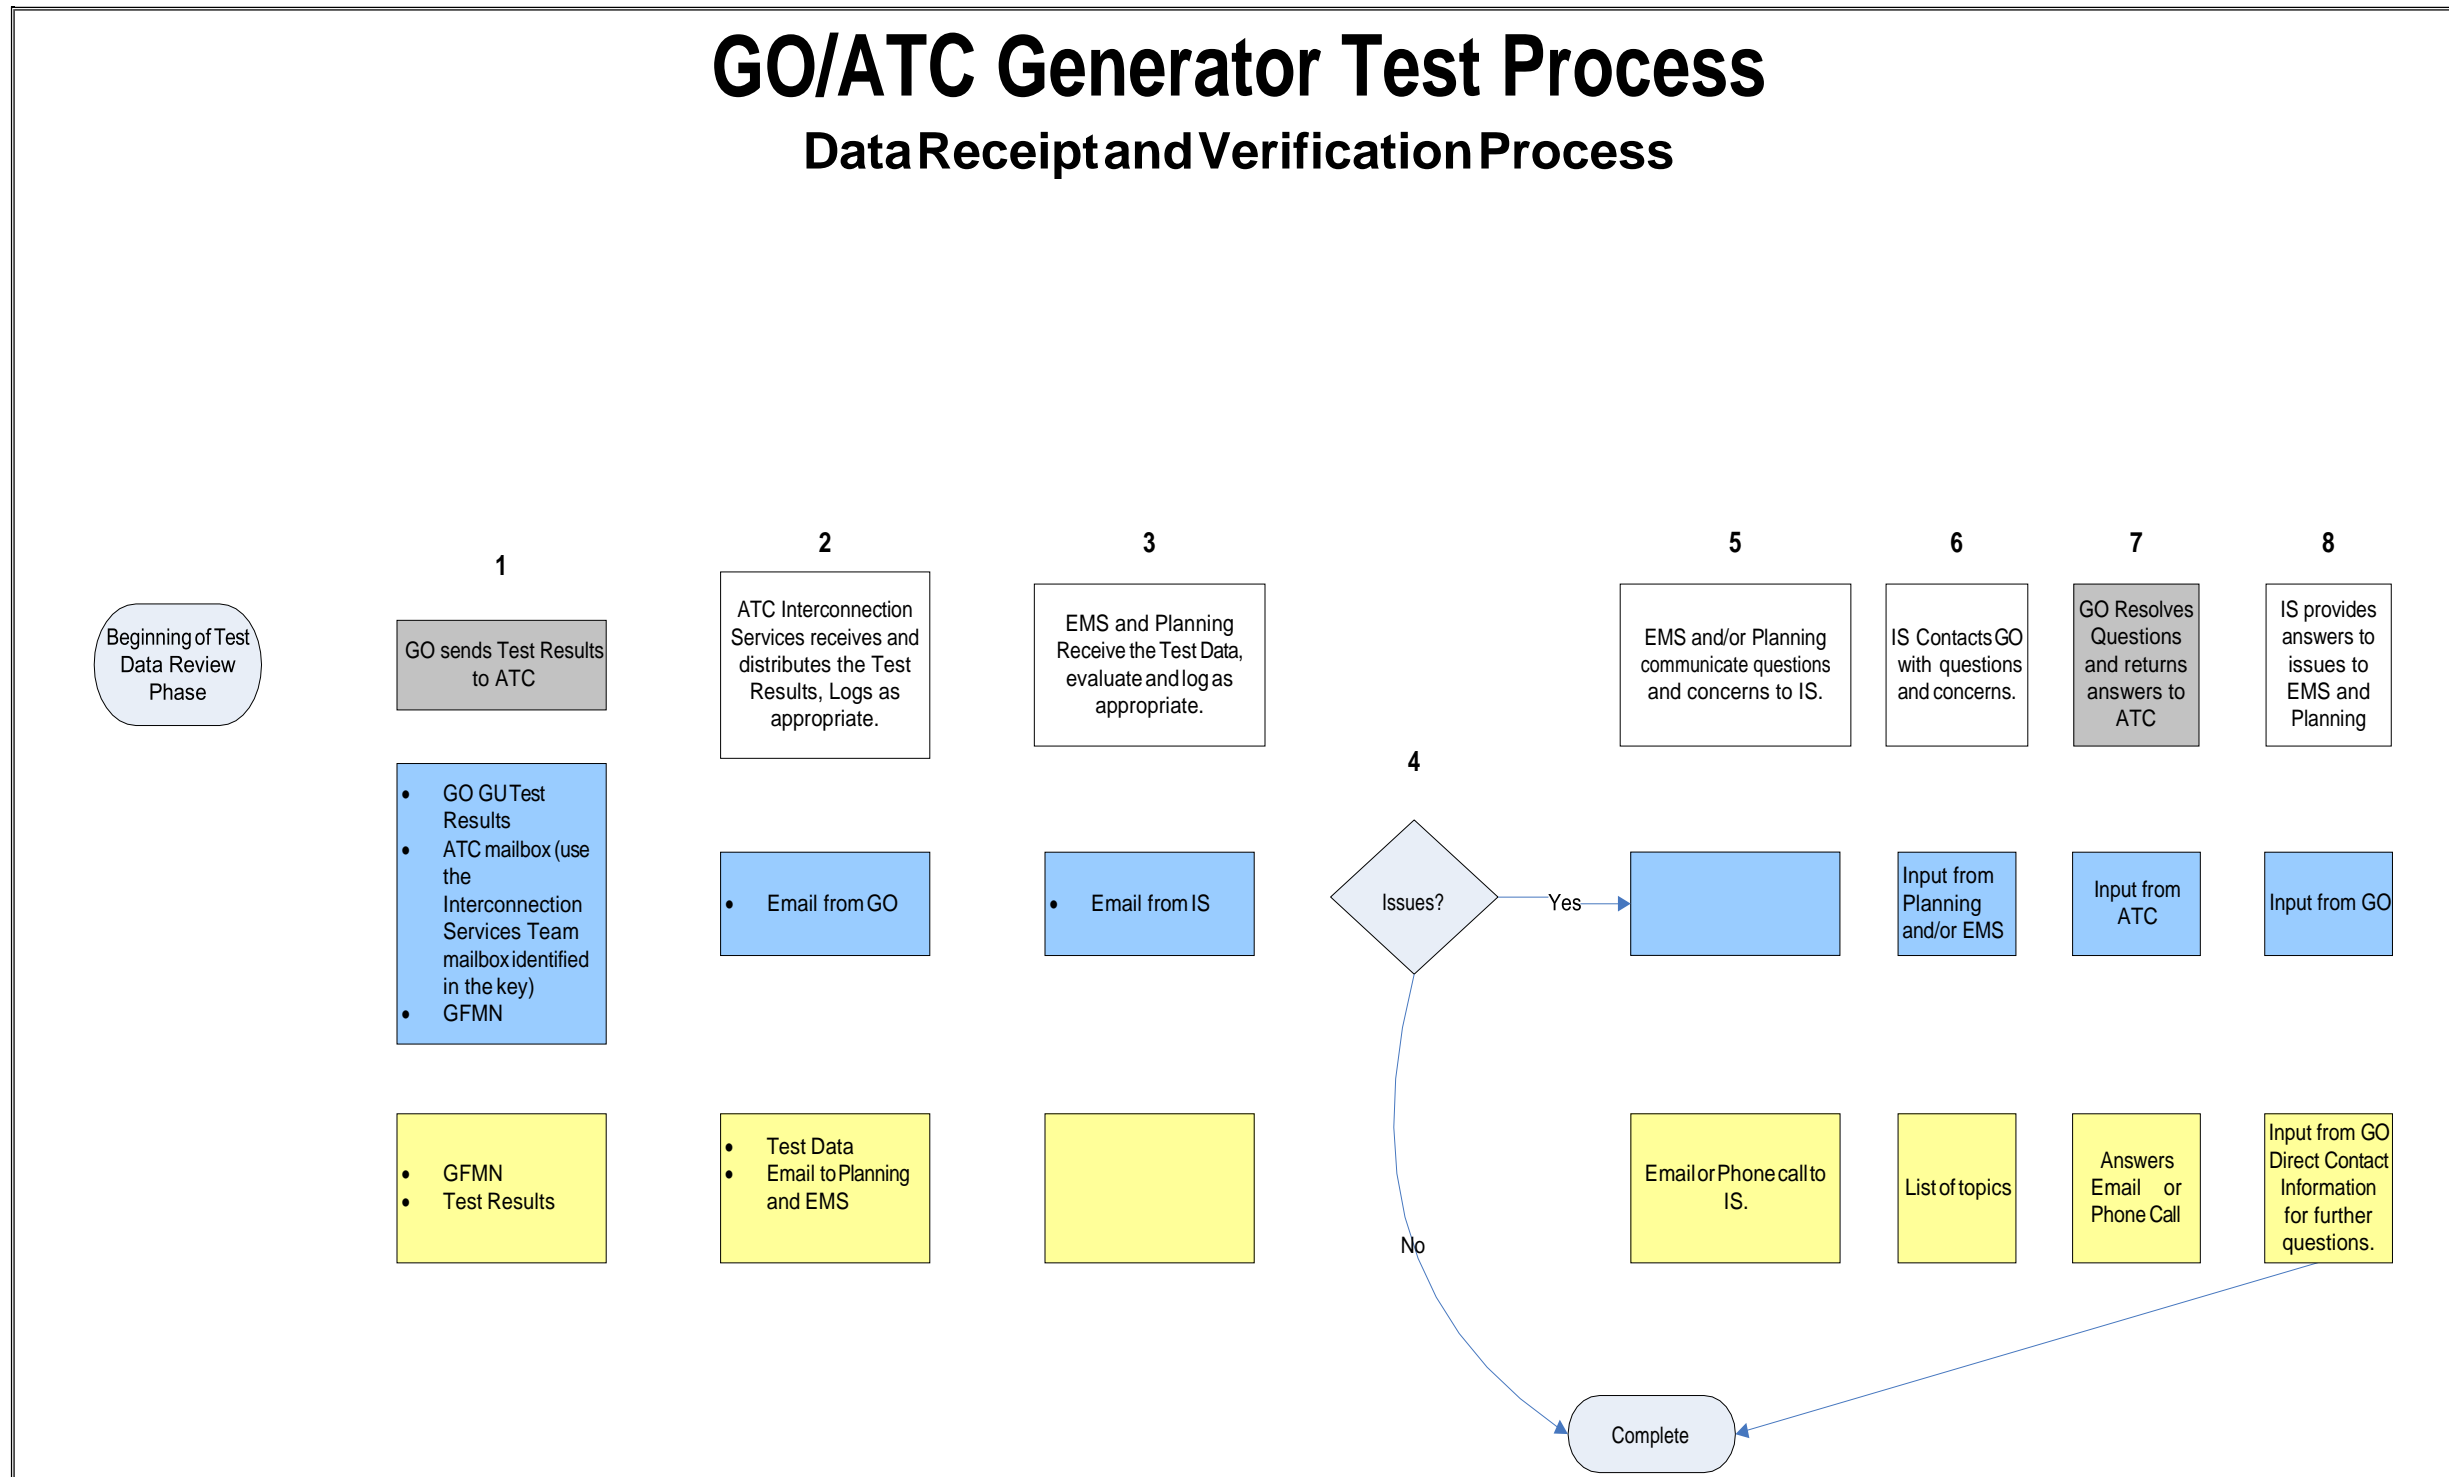 GO/ATC Generator Test Process
Data Receipt and Verification Process
1
2
3
4
5
6
7
8
Beginning of Test
Data Review
Phase
GO sends Test Results
to ATC
ATC Interconnection
Services receives and
distributes the Test
Results, Logs as
appropriate.
EMS and Planning
Receive the Test Data,
evaluate and log as
appropriate.
EMS and/or Planning
communicate questions
and concerns to IS.
IS Contacts GO
with questions
and concerns.
GO Resolves
Questions
and returns
answers to
ATC
IS provides
answers to
issues to
EMS and
Planning
• GO GU Test
Results
• ATC mailbox (use
the
Interconnection
Services Team
mailbox identified
in the key)
• GFMN
• Email from GO
• Email from IS
Issues?
Yes
Input from
Planning
and/or EMS
Input from
ATC
Input from GO
• GFMN
• Test Results
• Test Data
• Email to Planning
and EMS
Email or Phone call to
IS.
List of topics
Answers
Email or
Phone Call
Input from GO
Direct Contact
Information
for further
questions.
No
Complete